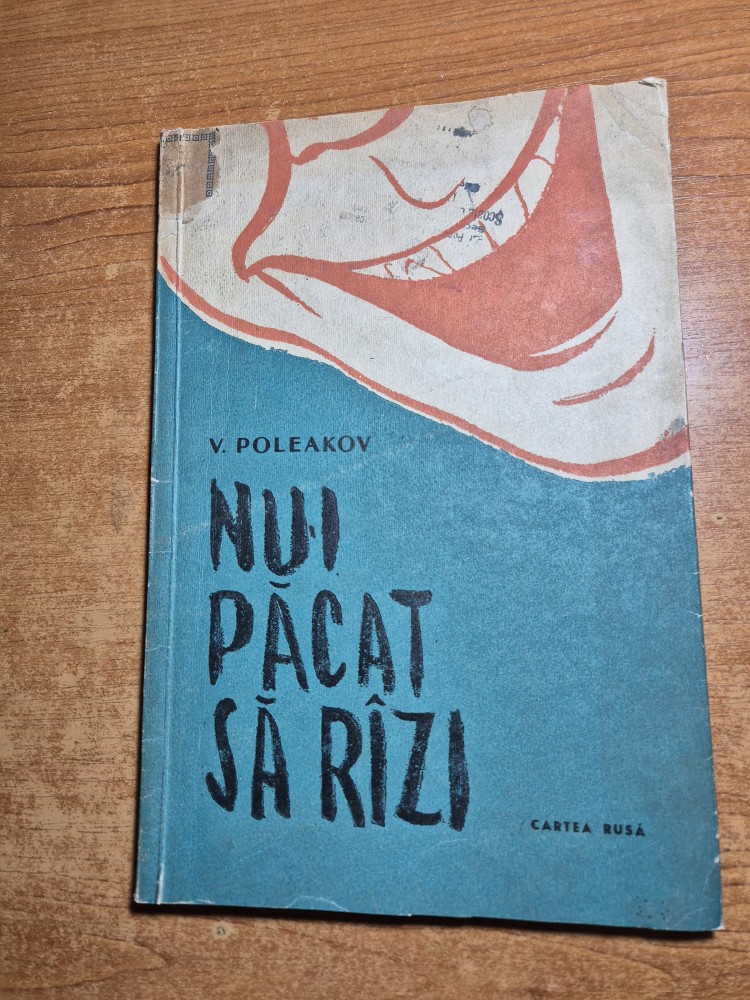 V. POLEAKOV
NU-I
PĂCAT
SĂ RÎZI
CARTEA RUSĂ